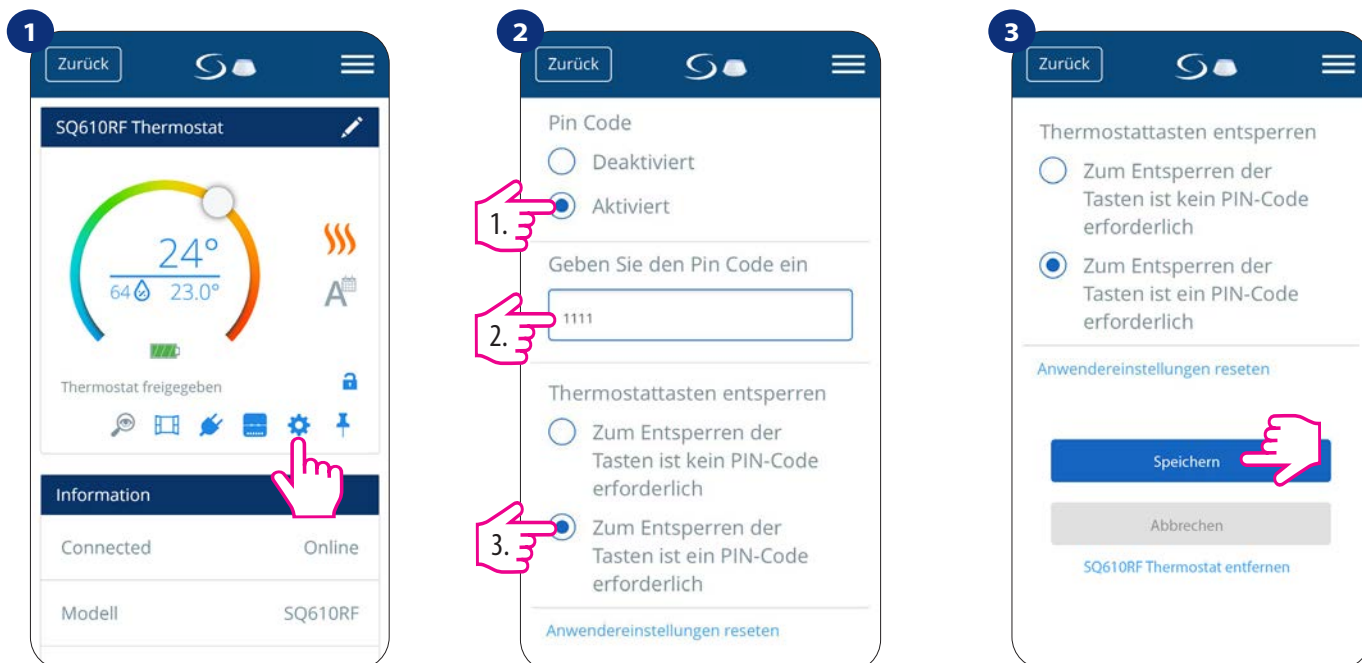 1
Zurück
SQ610RF Thermostat
24°
64 23.0°
A
Thermostat freigegeben
Information
Connected Online
Modell SQ610RF
2
Zurück
Pin Code
Deaktiviert
1. Aktiviert
Geben Sie den Pin Code ein
2. 1111
Thermostattasten entsperren
Zum Entsperren der
Tasten ist kein PIN-Code
erforderlich
3. Zum Entsperren der
Tasten ist ein PIN-Code
erforderlich
Anwendereinstellungen reseten
3
Zurück
Thermostattasten entsperren
Zum Entsperren der
Tasten ist kein PIN-Code
erforderlich
Zum Entsperren der
Tasten ist ein PIN-Code
erforderlich
Anwendereinstellungen reseten
Speichern
Abbrechen
SQ610RF Thermostat entfernen